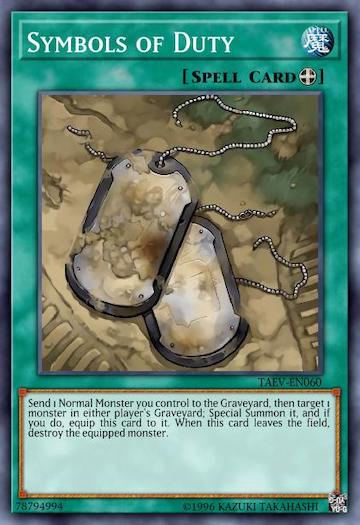 SYMBOLS OF DUTY
[SPELL CARD]
TAEV-EN060
Send 1 Normal Monster you control to the Graveyard, then target 1
monster in either player's Graveyard; Special Summon it, and if
you do, equip this card to it. When this card leaves the field,
destroy the equipped monster.
78794994
©1996 KAZUKI TAKAHASHI